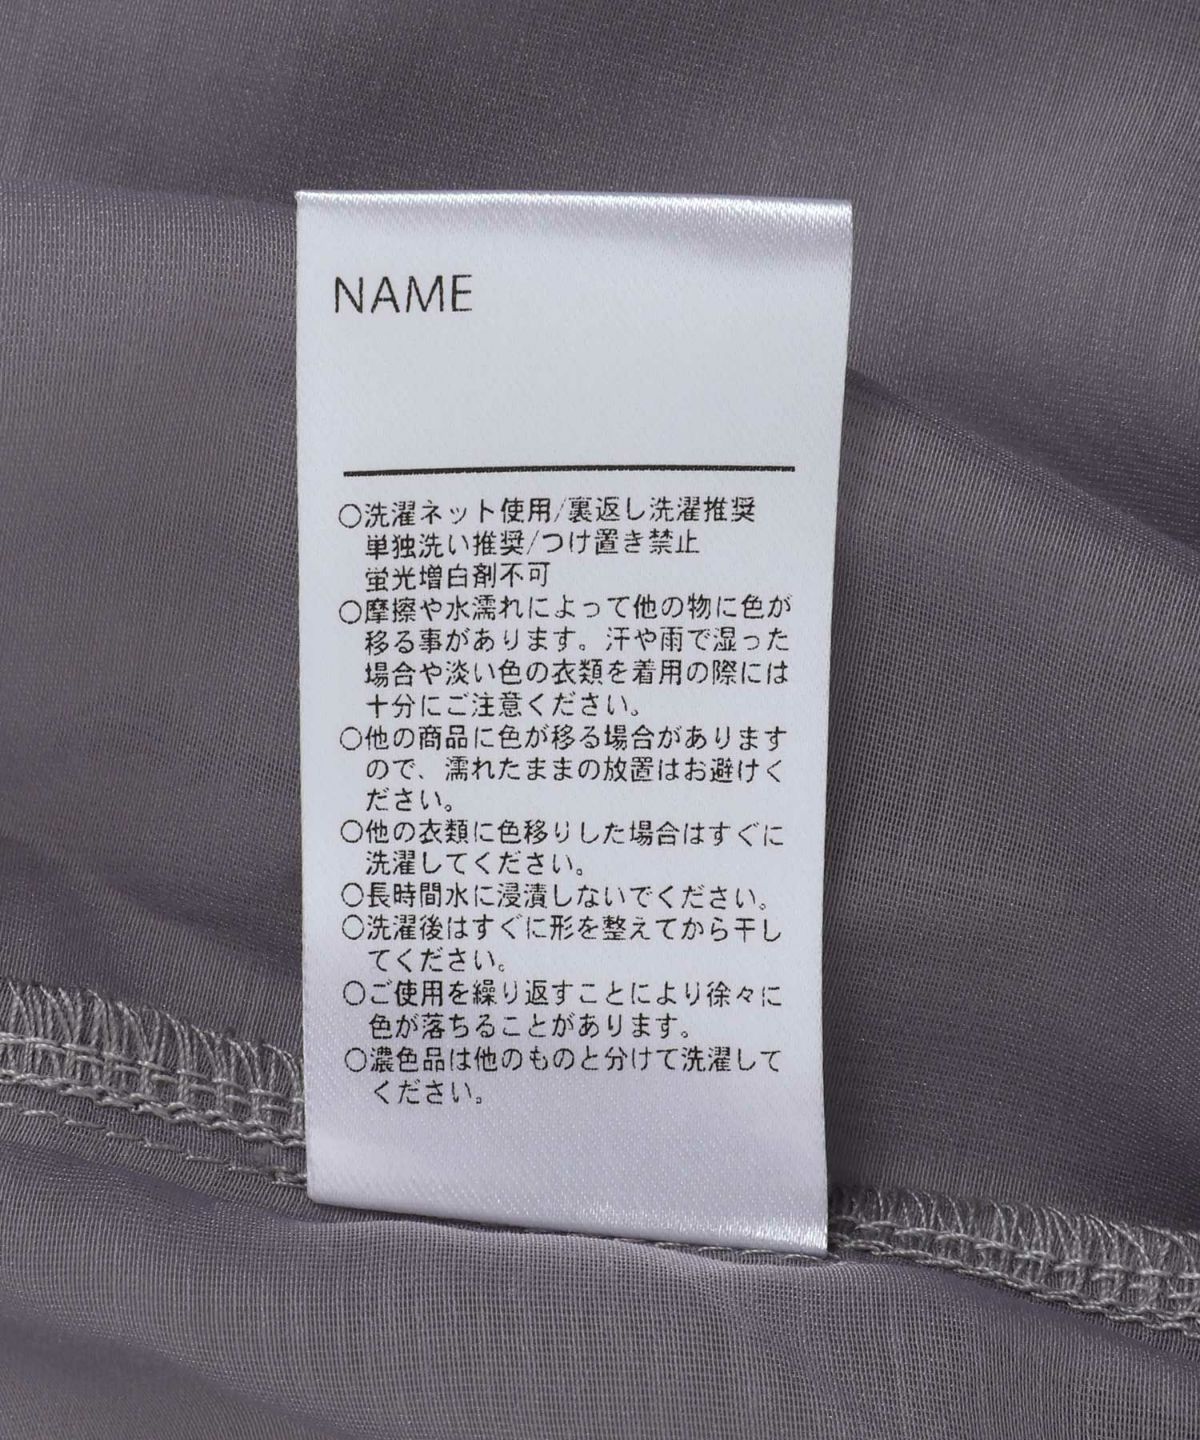 NAME
○洗濯ネット使用/裏返し洗濯推奨
単独洗い推奨/つけ置き禁止
蛍光増白剤不可
○摩擦や水濡れによって他の物に色が
移る事があります。汗や雨で湿った
場合や淡い色の衣類を着用の際には
十分にご注意ください。
○他の商品に色が移る場合があります
ので、濡れたままの放置はお避けく
ださい。
○他の衣類に色移りした場合はすぐに
洗濯してください。
○長時間水に浸漬しないでください。
○洗濯後はすぐに形を整えてから干し
てください。
○ご使用を繰り返すことにより徐々に
色が落ちることがあります。
○濃色品は他のものと分けて洗濯して
ください。